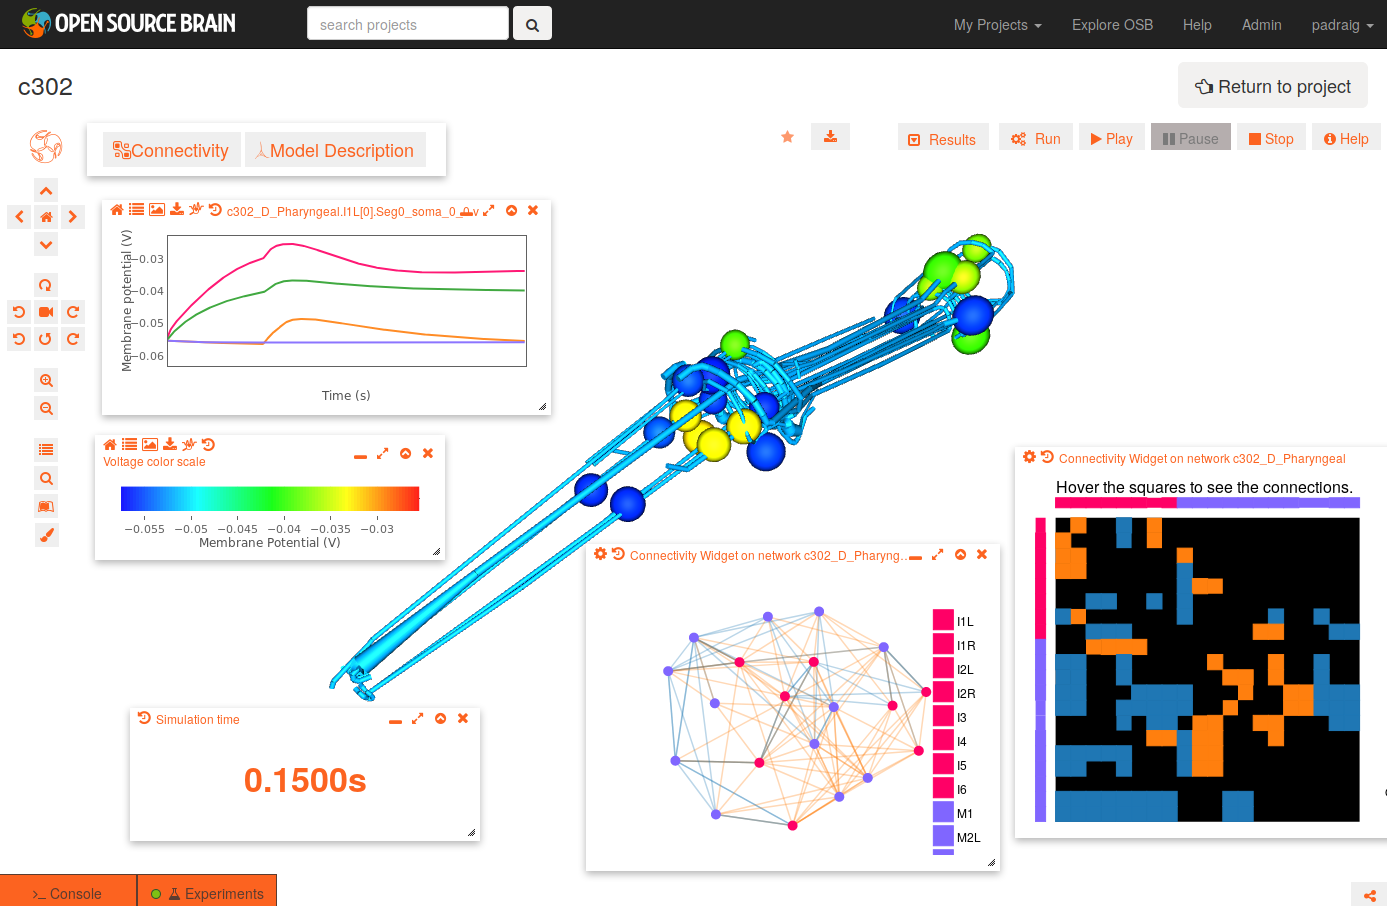 OPEN SOURCE BRAIN
search projects
My Projects
Explore OSB
Help
Admin
padraig
c302
Return to project
Connectivity
Model Description
Results
Run
Play
Pause
Stop
Help
c302_D_Pharyngeal.I1L[0].Seg0_soma_0_0.v
Membrane potential (V)
−0.03
−0.04
−0.05
−0.06
Time (s)
Voltage color scale
−0.055
−0.05
−0.045
−0.04
−0.035
−0.03
Membrane Potential (V)
Connectivity Widget on network c302_D_Pharyngeal
Hover the squares to see the connections.
Connectivity Widget on network c302_D_Pharyng...
I1L
I1R
I2L
I2R
I3
I4
I5
I6
M1
M2L
Simulation time
0.1500s
>_ Console
Experiments